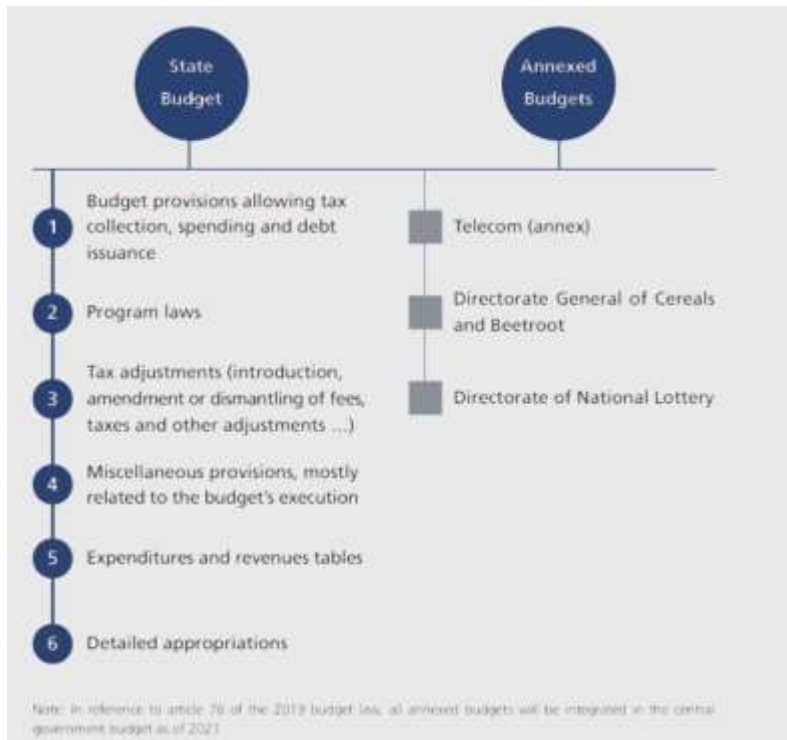 State
Budget
Annexed
Budgets
1
Budget provisions allowing tax
collection, spending and debt
issuance
2
Program laws
3
Tax adjustments (introduction,
amendment or dismantling of fees,
taxes and other adjustments ...)
4
Miscellaneous provisions, mostly
related to the budget's execution
5
Expenditures and revenues tables
6
Detailed appropriations
Telecom (annex)
Directorate General of Cereals
and Beetroot
Directorate of National Lottery
Note: In reference to article 76 of the 2019 budget law, all annexed budgets will be integrated in the central
government budget as of 2021